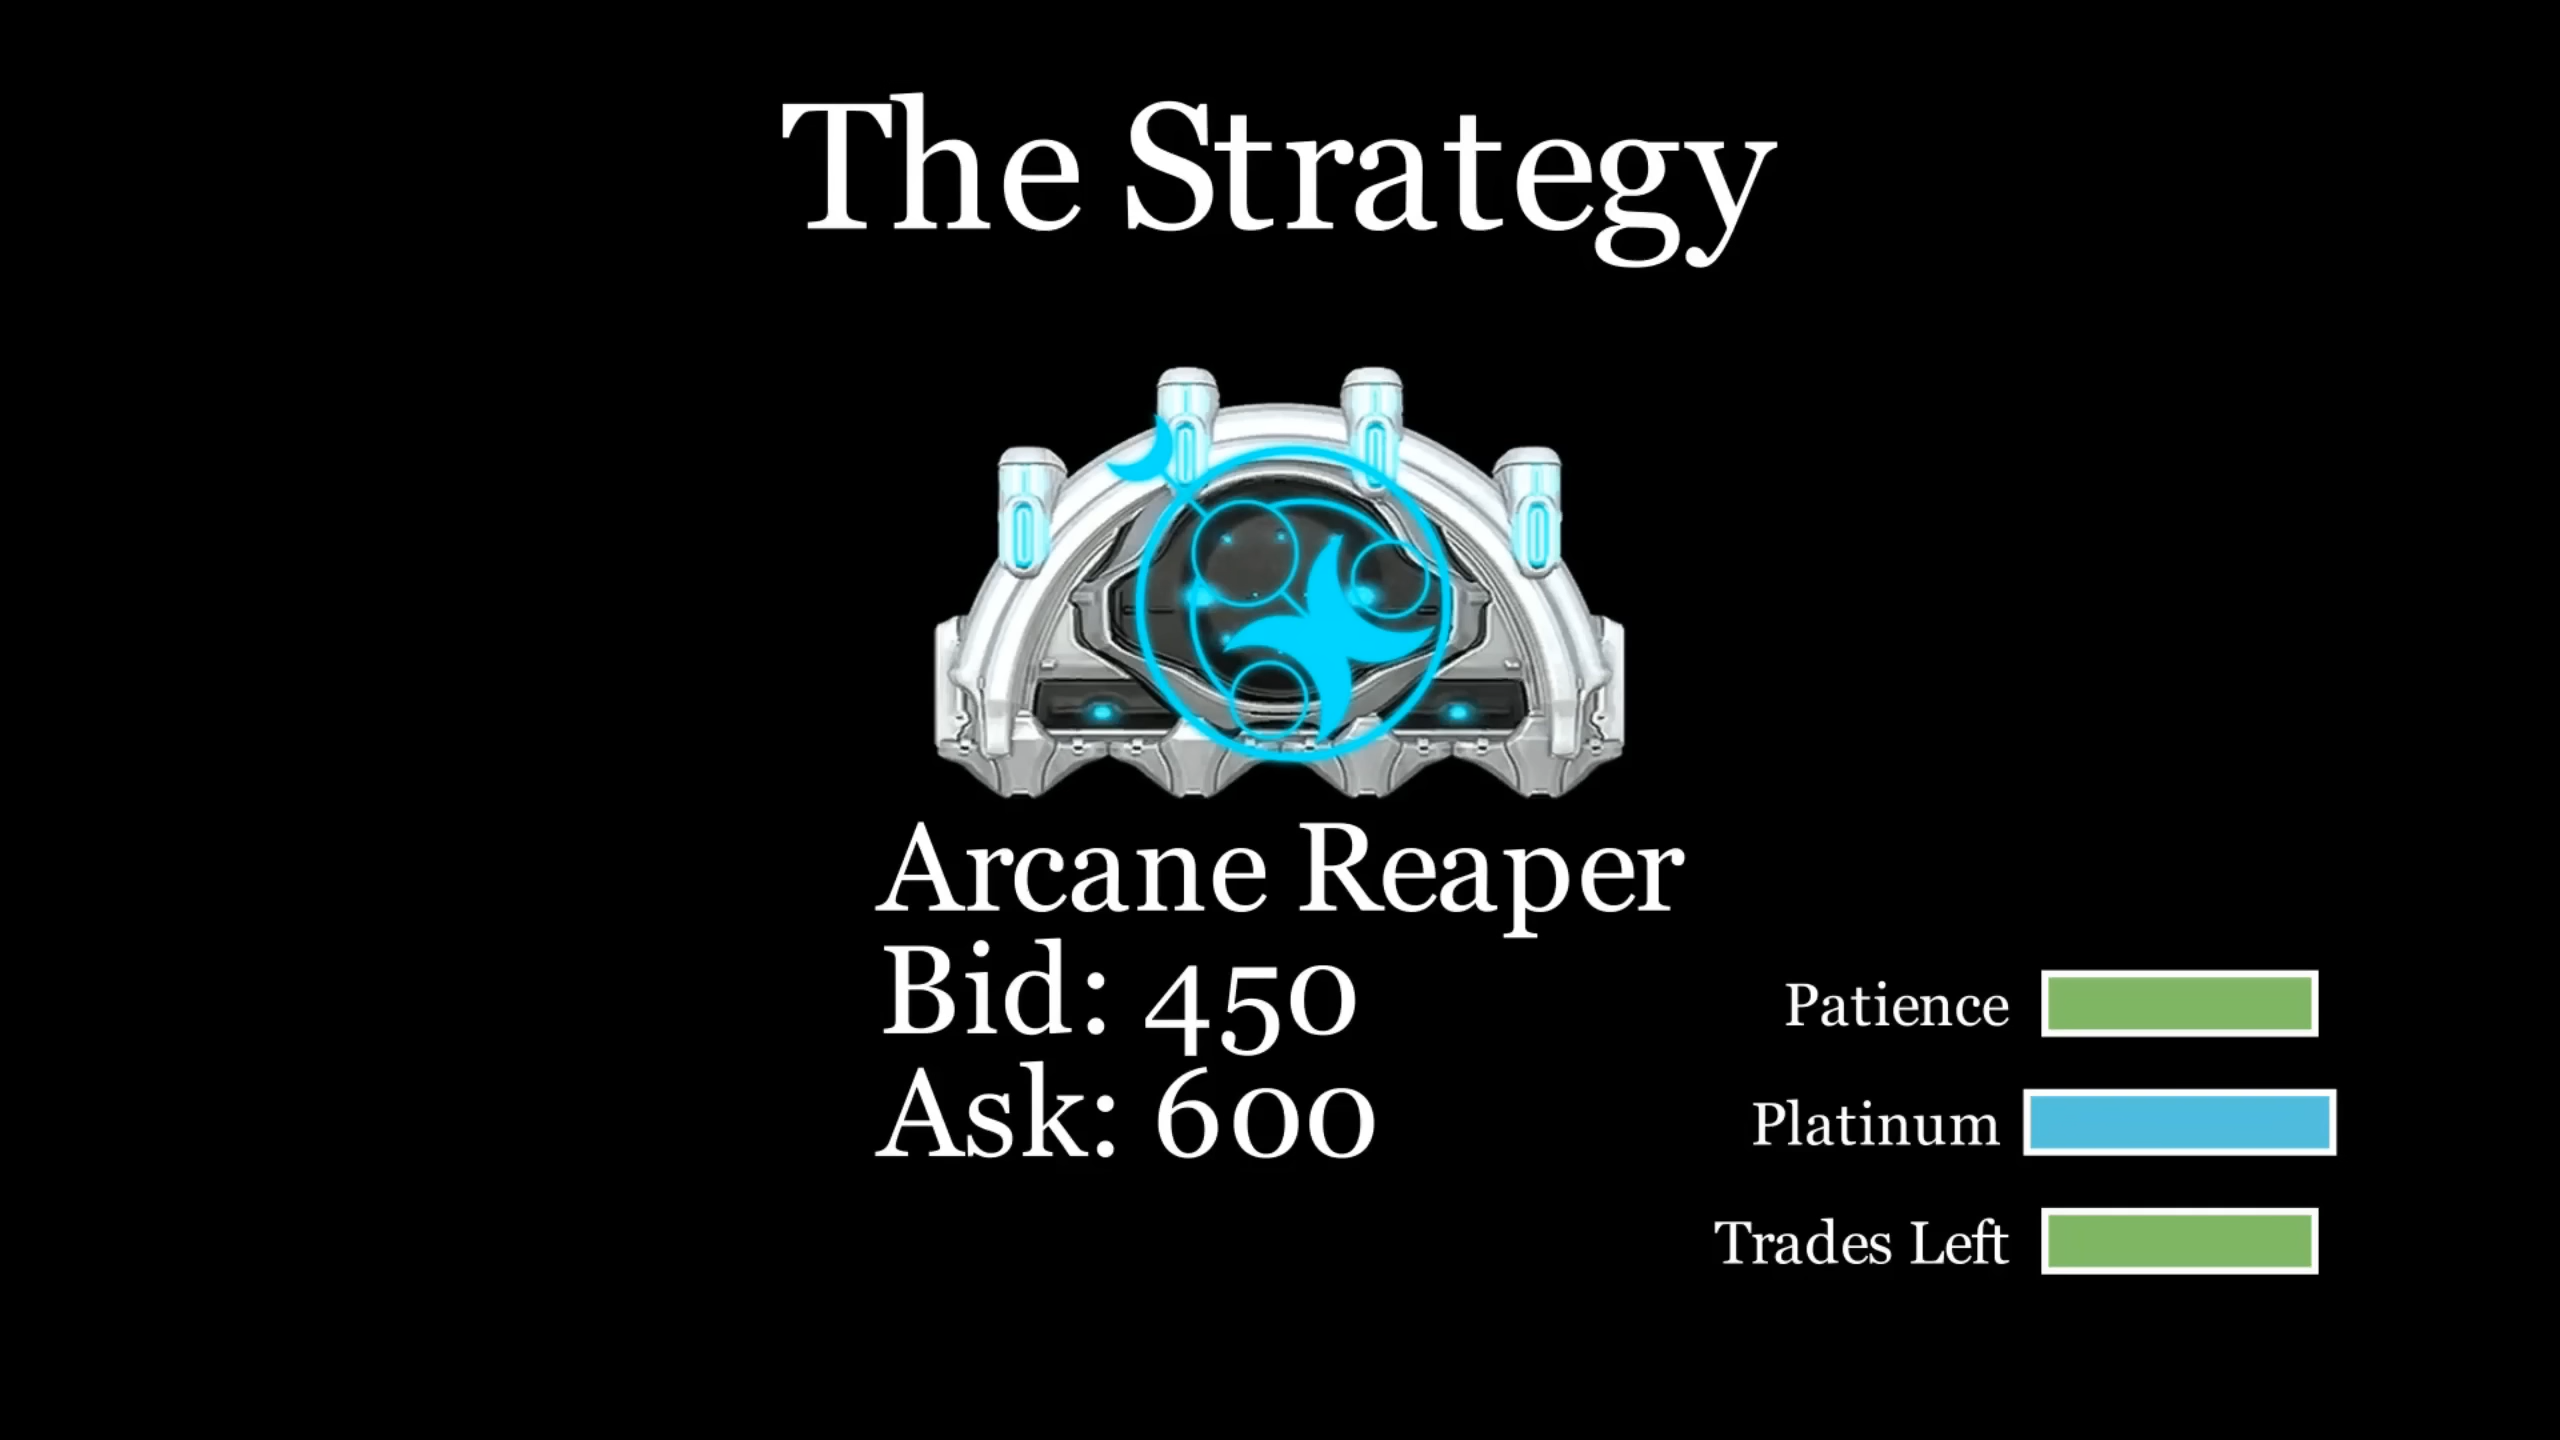 The Strategy
Arcane Reaper
Bid: 450
Ask: 600
Patience
Platinum
Trades Left